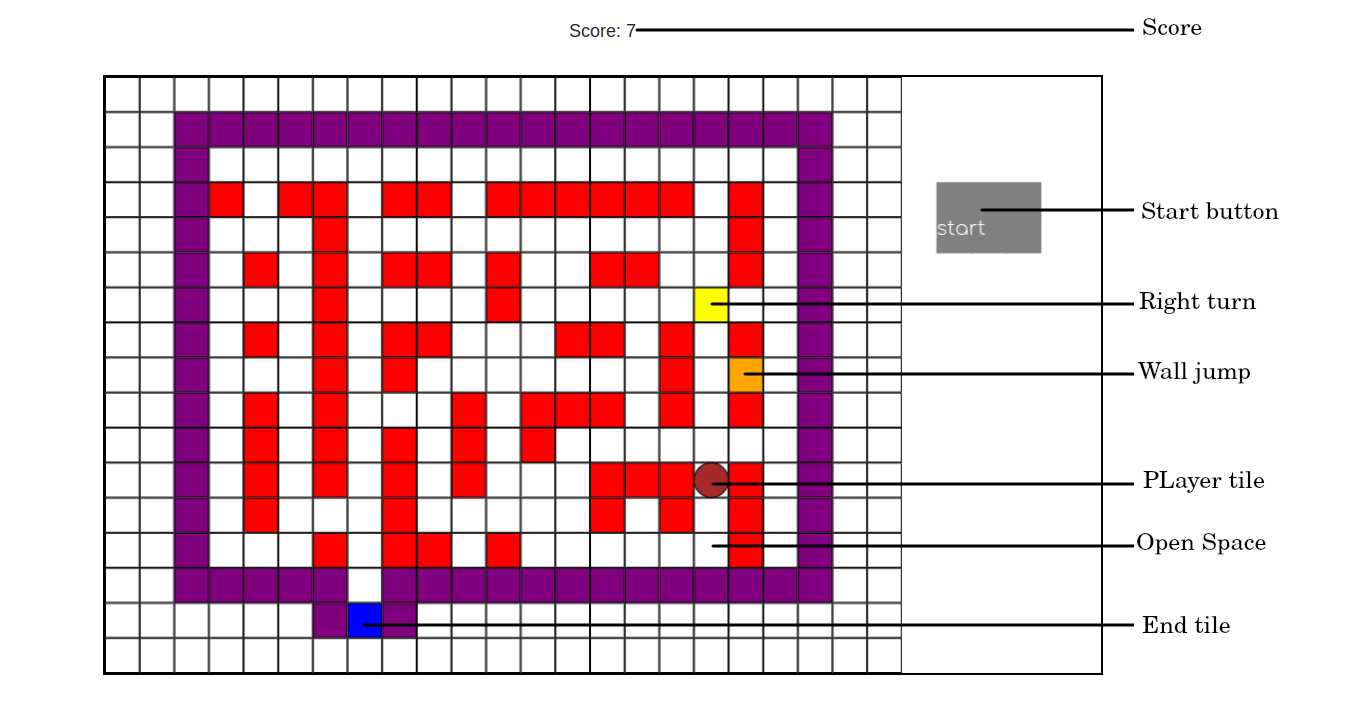 Score: 7
Score
start
Start button
Right turn
Wall jump
PLayer tile
Open Space
End tile